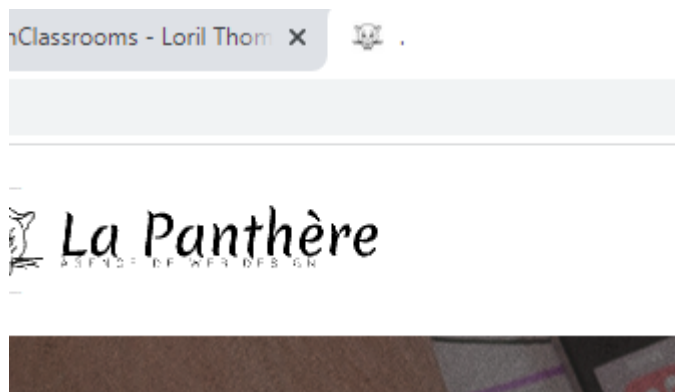 nClassrooms - Loril Thom
.
La Panthère
AGENCE DE WEB DESIGN